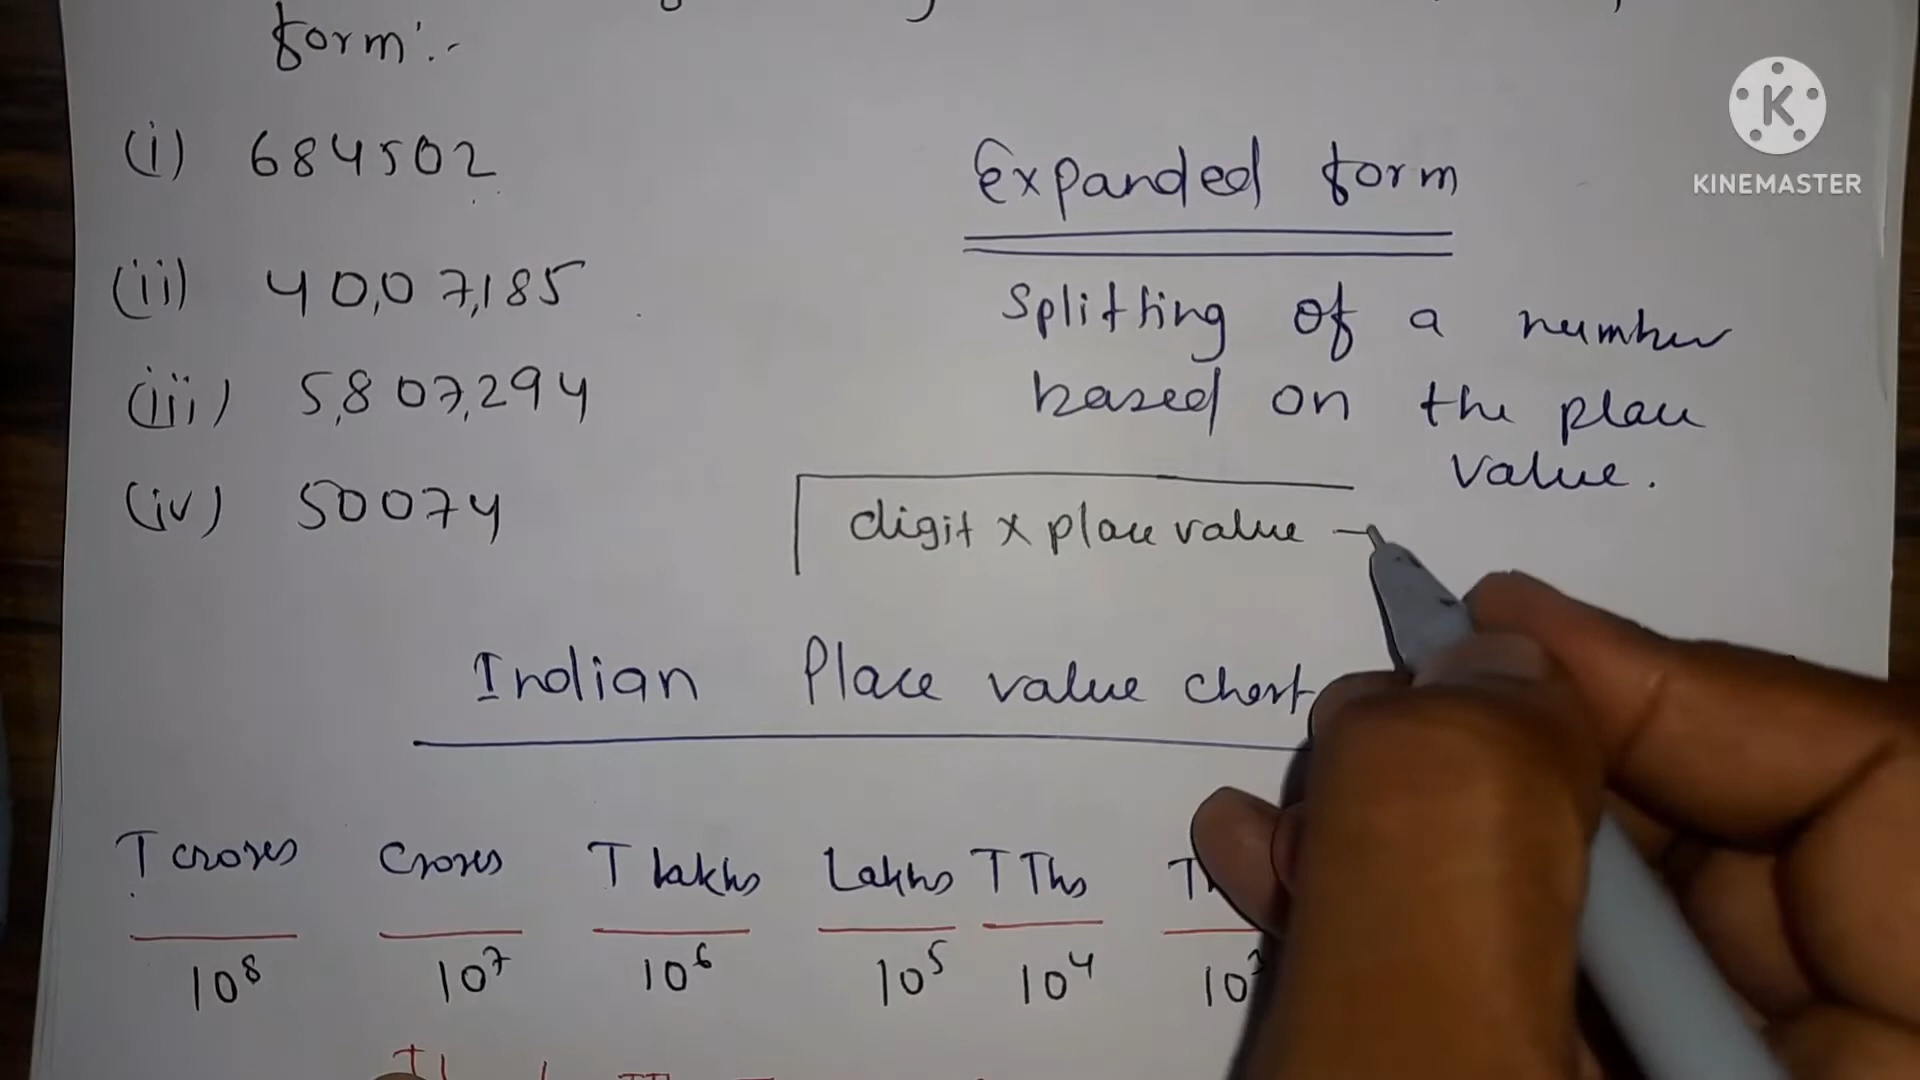 form :-
(i) 684502
(ii) 40,07,185
(iii) 5,807,294
(iv) 50074
Expanded form
Splitting of a number
based on the place
value.
digit x place value
Indian Place value chart
T crores Crores T lakhs Lakhs T Ths
10⁸ 10⁷ 10⁶ 10⁵ 10⁴ 10³
K
KINEMASTER